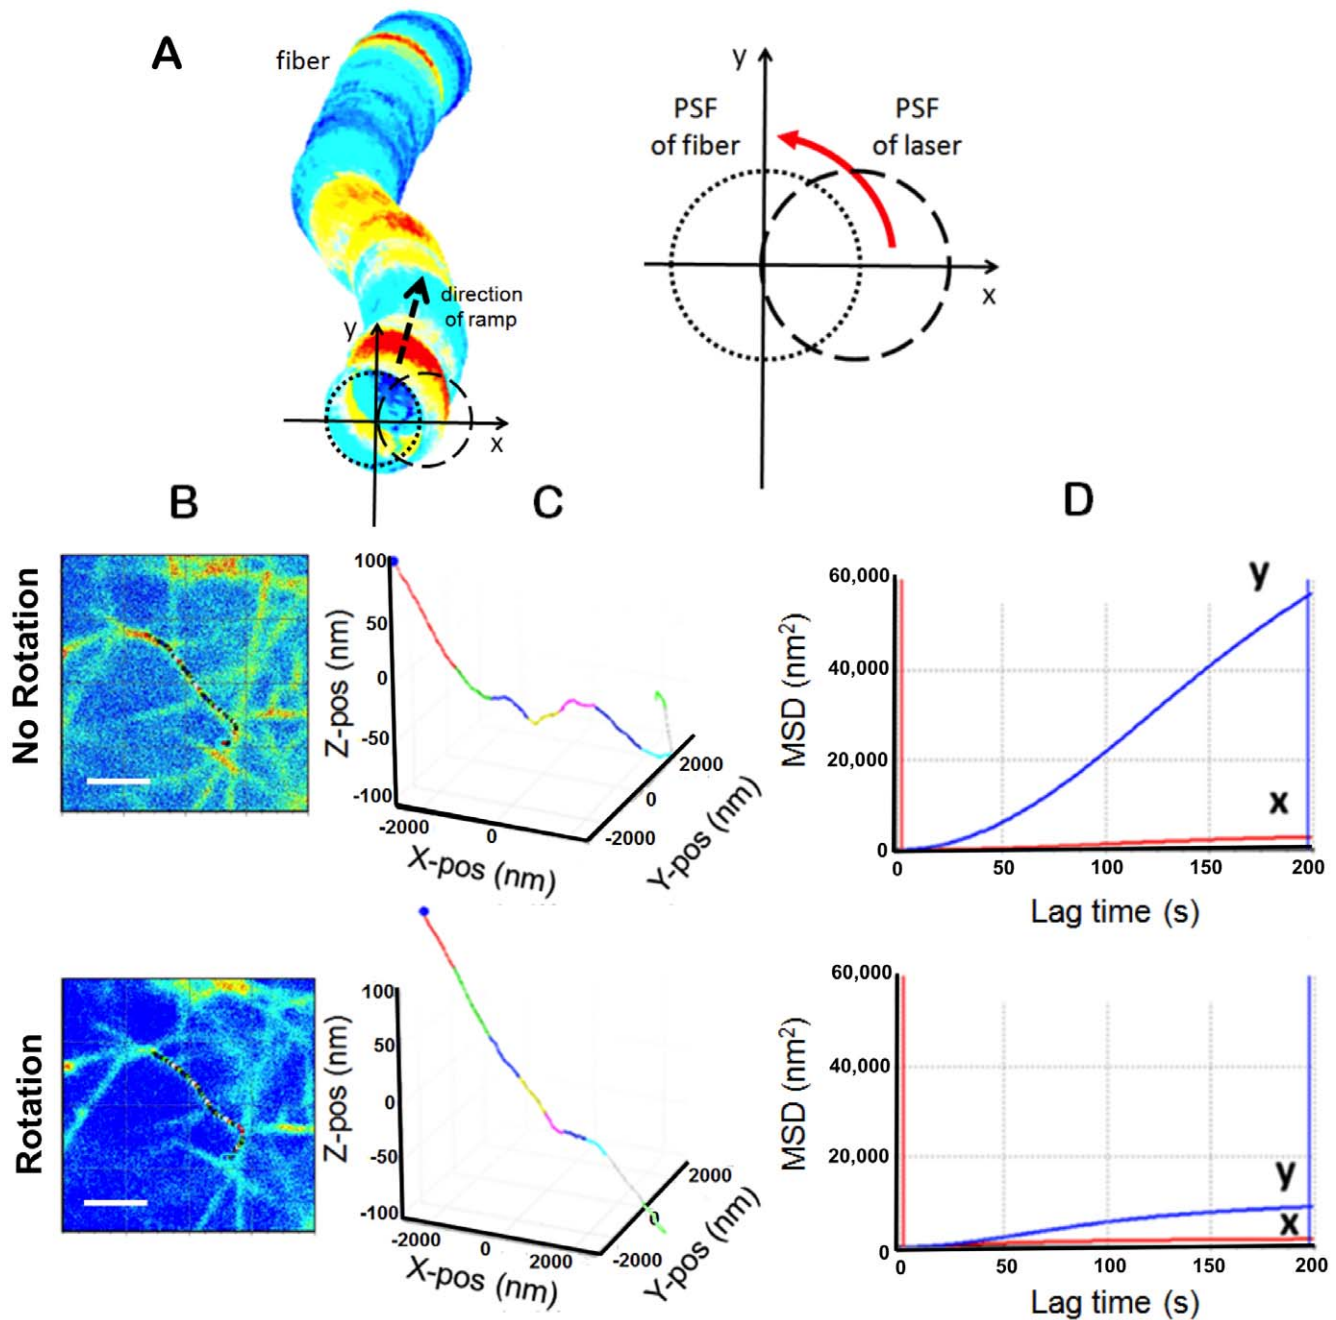 A
fiber
direction
of ramp
y
x
y
PSF
of fiber
PSF
of laser
x
B
C
D
No Rotation
100
50
0
-50
-100
Z-pos (nm)
-2000
0
X-pos (nm)
2000
0
-2000
Y-pos (nm)
60,000
40,000
20,000
0
MSD (nm²)
y
x
0
50
100
150
200
Lag time (s)
Rotation
100
50
0
-50
-100
Z-pos (nm)
-2000
0
2000
X-pos (nm)
2000
0
-2000
Y-pos (nm)
60,000
40,000
20,000
0
MSD (nm²)
y
x
0
50
100
150
200
Lag time (s)